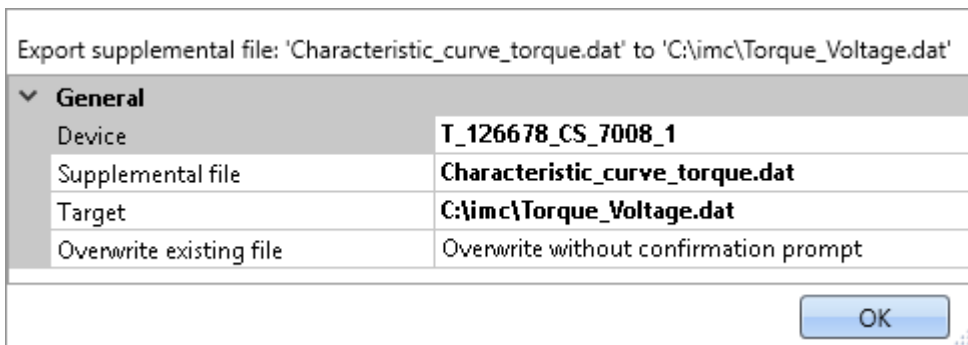 Export supplemental file: 'Characteristic_curve_torque.dat' to 'C:\imc\Torque_Voltage.dat'
General
Device T_126678_CS_7008_1
Supplemental file Characteristic_curve_torque.dat
Target C:\imc\Torque_Voltage.dat
Overwrite existing file Overwrite without confirmation prompt
OK